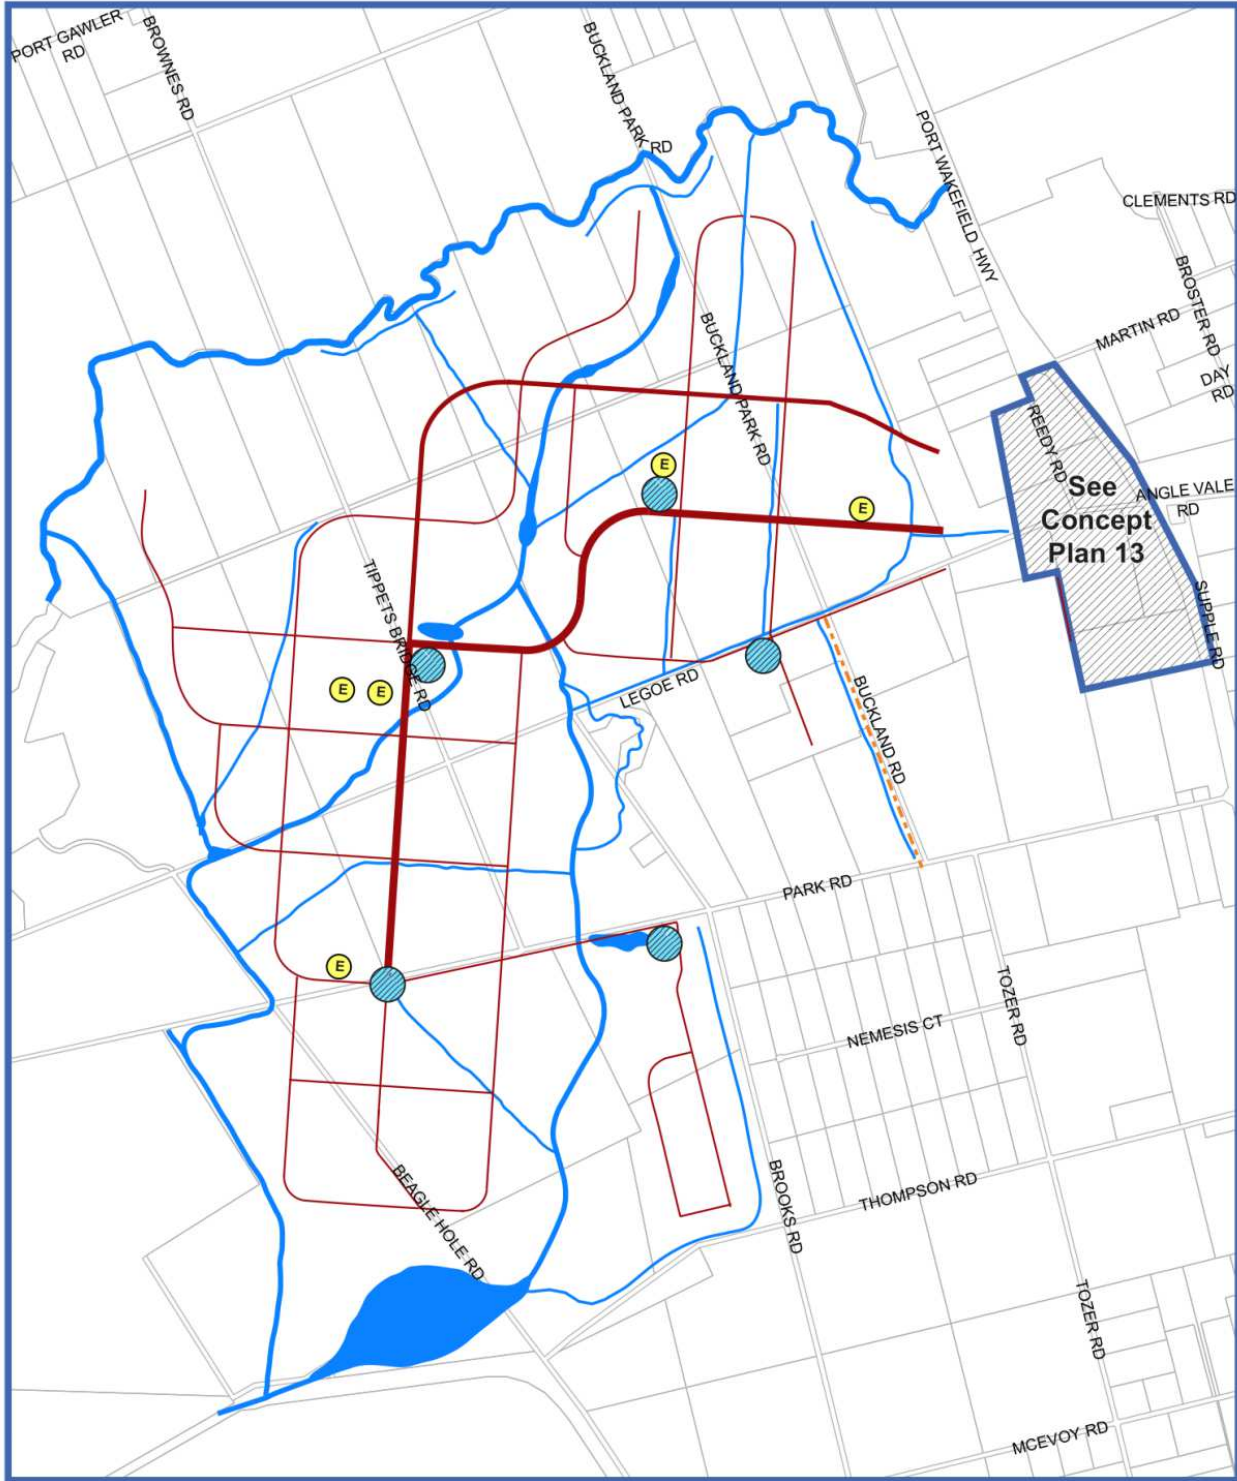 PORT GAWLER
RD
BROWNES RD
BUCKLAND PARK RD
PORT WAKEFIELD HWY
CLEMENTS RD
BROSTER RD
MARTIN RD
DAY
RD
BUCKLAND PARK RD
REEDY RD
See
Concept
Plan 13
ANGLE VALE
RD
E
E
SUPPLE RD
TIPPETS BRIDGE RD
E
E
LEGOE RD
BUCKLAND RD
PARK RD
E
TOZER RD
NEMESIS CT
BEAGLE HOLE RD
BROOKS RD
THOMPSON RD
TOZER RD
MCEVOY RD